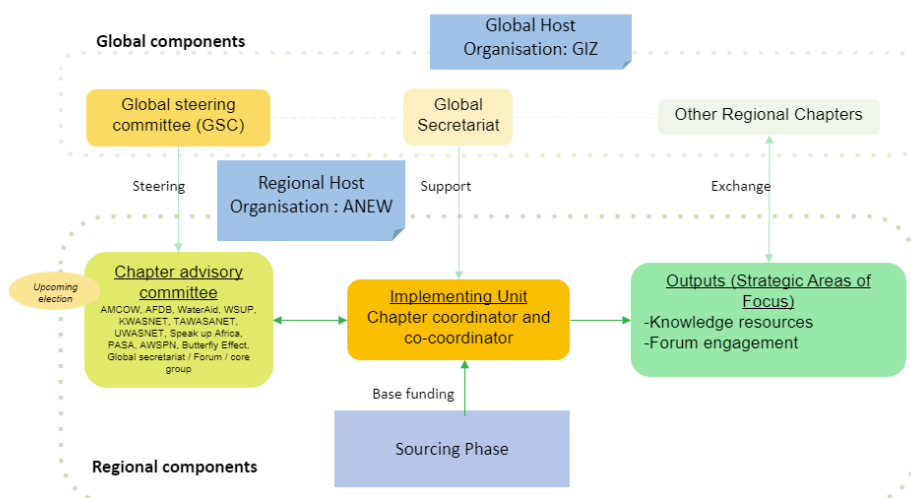 Global Host
Organisation: GIZ
Global components
Global steering
committee (GSC)
Global
Secretariat
Other Regional Chapters
Steering
Regional Host
Organisation : ANEW
Support
Exchange
Upcoming
election
Chapter advisory
committee
AMCOW, AFDB, WaterAid, WSUP,
KWASNET, TAWASANET,
UWASNET, Speak up Africa,
PASA, AWSPN, Butterfly Effect,
Global secretariat / Forum / core
group
Implementing Unit
Chapter coordinator and
co-coordinator
Outputs (Strategic Areas of
Focus)
-Knowledge resources
-Forum engagement
Base funding
Sourcing Phase
Regional components